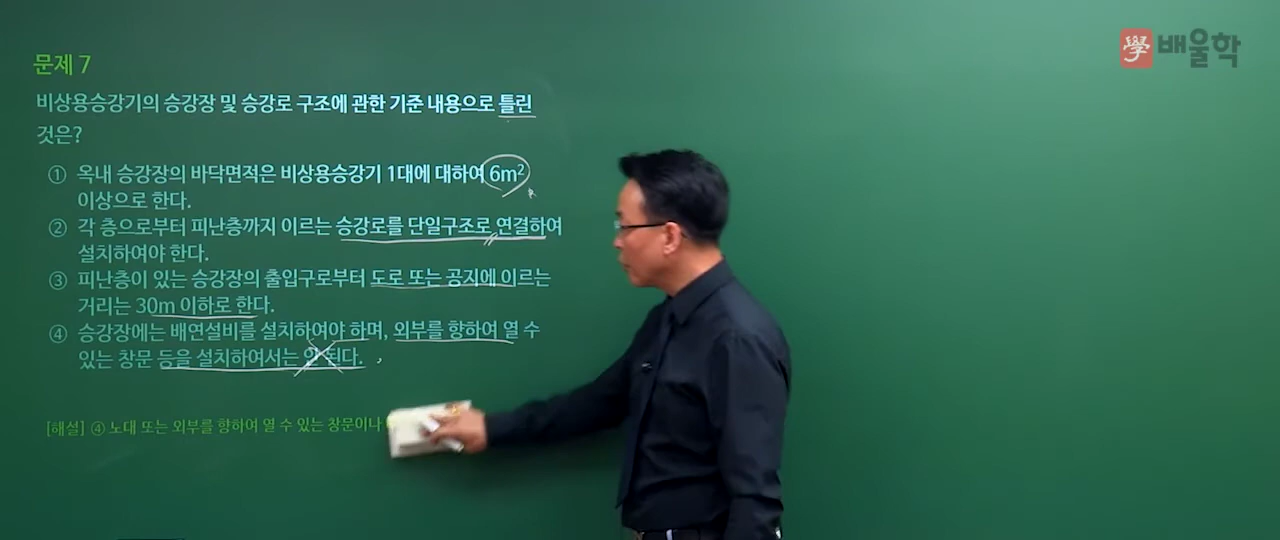 學 배울학
문제 7
비상용승강기의 승강장 및 승강로 구조에 관한 기준 내용으로 틀린
것은?
① 옥내 승강장의 바닥면적은 비상용승강기 1대에 대하여 6m²
이상으로 한다.
② 각 층으로부터 피난층까지 이르는 승강로를 단일구조로 연결하여
설치하여야 한다.
③ 피난층이 있는 승강장의 출입구로부터 도로 또는 공지에 이르는
거리는 30m 이하로 한다.
④ 승강장에는 배연설비를 설치하여야 하며, 외부를 향하여 열 수
있는 창문 등을 설치하여서는 안 된다.
[해설] ④ 노대 또는 외부를 향하여 열 수 있는 창문이나